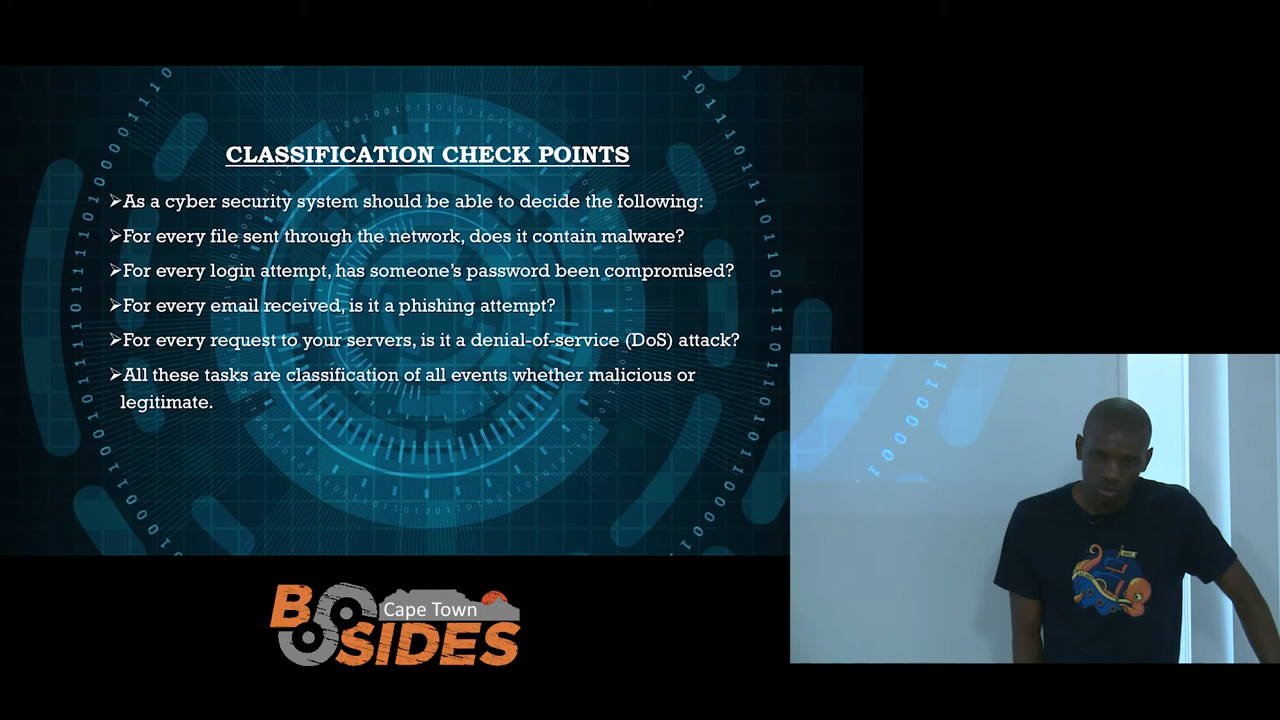 CLASSIFICATION CHECK POINTS
➢As a cyber security system should be able to decide the following:
➢For every file sent through the network, does it contain malware?
➢For every login attempt, has someone's password been compromised?
➢For every email received, is it a phishing attempt?
➢For every request to your servers, is it a denial-of-service (DoS) attack?
➢All these tasks are classification of all events whether malicious or
legitimate.
B
Cape Town
SIDES